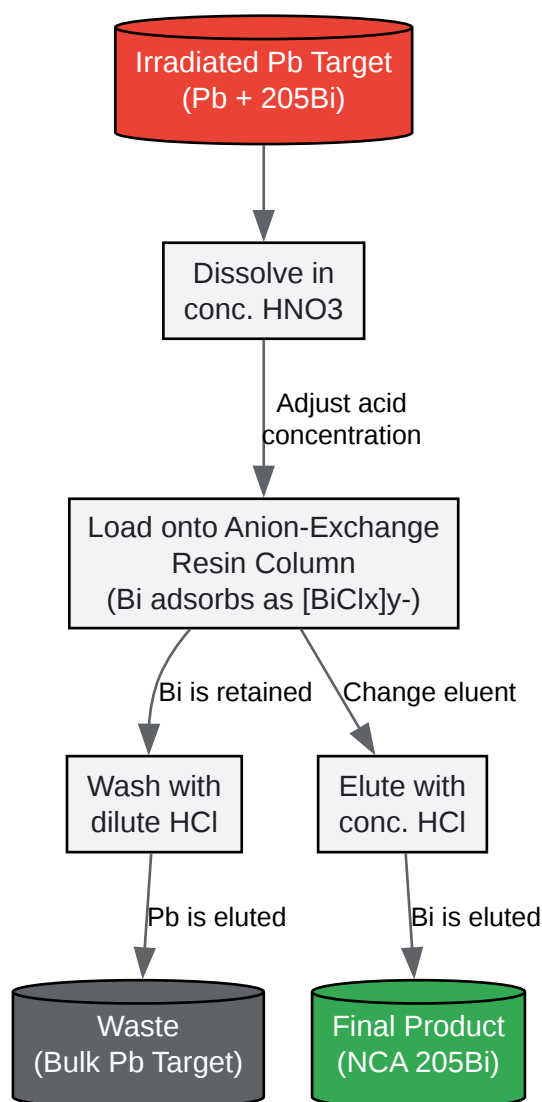 Irradiated Pb Target
(Pb + 205Bi)
Dissolve in
conc. HNO3
Adjust acid
concentration
Load onto Anion-Exchange
Resin Column
(Bi adsorbs as [BiClx]y-)
Bi is retained
Change eluent
Wash with
dilute HCl
Elute with
conc. HCl
Pb is eluted
Bi is eluted
Waste
(Bulk Pb Target)
Final Product
(NCA 205Bi)